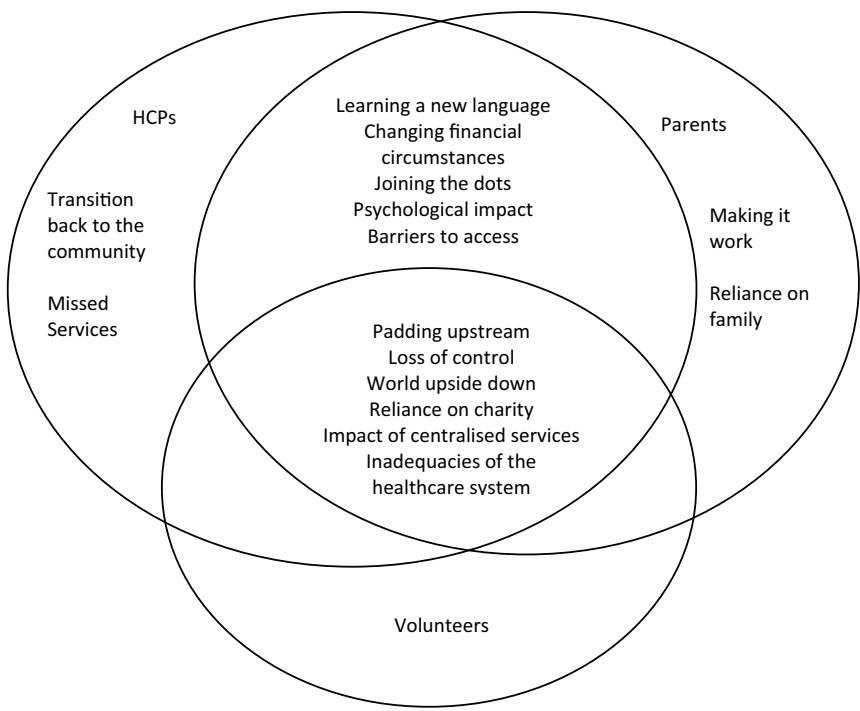 HCPs
Transition
back to the
community
Missed
Services
Learning a new language
Changing financial
circumstances
Joining the dots
Psychological impact
Barriers to access
Parents
Making it
work
Reliance on
family
Padding upstream
Loss of control
World upside down
Reliance on charity
Impact of centralised services
Inadequacies of the
healthcare system
Volunteers